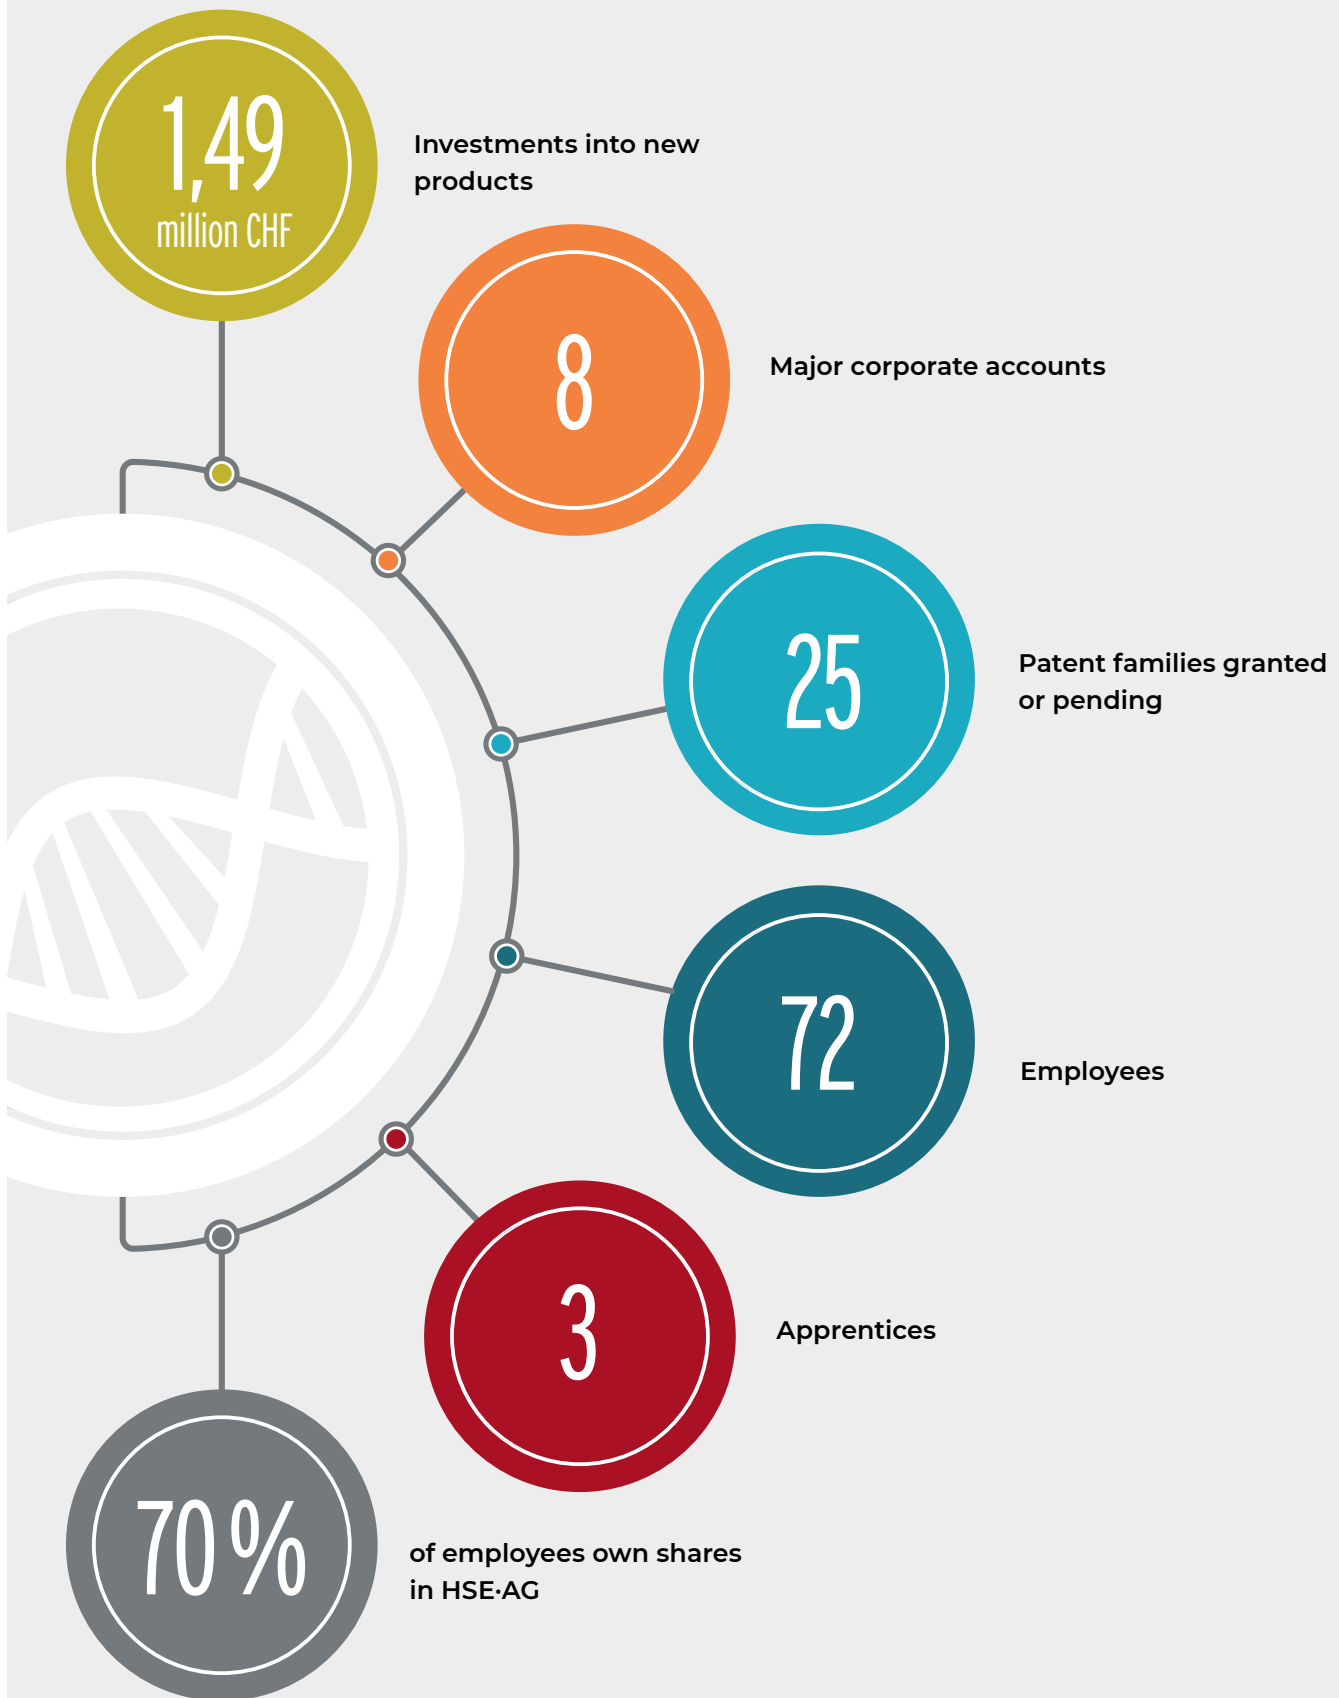 1,49
million CHF
Investments into new
products
8
Major corporate accounts
25
Patent families granted
or pending
72
Employees
3
Apprentices
70 %
of employees own shares
in HSE·AG